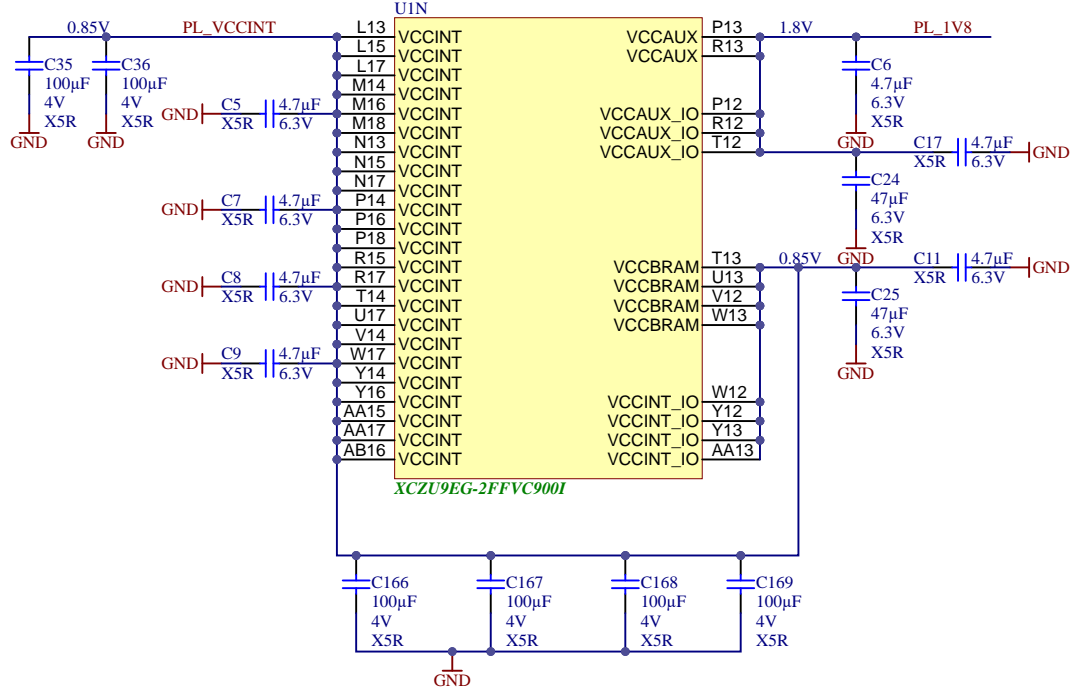 U1N
0.85V
PL_VCCINT
L13
VCCINT
L15
VCCINT
L17
VCCINT
M14
VCCINT
M16
VCCINT
M18
VCCINT
N13
VCCINT
N15
VCCINT
N17
VCCINT
P14
VCCINT
P16
VCCINT
P18
VCCINT
R15
VCCINT
R17
VCCINT
T14
VCCINT
U17
VCCINT
V14
VCCINT
W17
VCCINT
Y14
VCCINT
Y16
VCCINT
AA15
VCCINT
AA17
VCCINT
AB16
VCCINT
C35
100µF
4V
X5R
GND
C36
100µF
4V
X5R
GND
GND
C5
X5R
4.7µF
6.3V
GND
C7
X5R
4.7µF
6.3V
GND
C8
X5R
4.7µF
6.3V
GND
C9
X5R
4.7µF
6.3V
VCCAUX
P13
VCCAUX
R13
VCCAUX_IO
P12
VCCAUX_IO
R12
VCCAUX_IO
T12
VCCBRAM
T13
VCCBRAM
U13
VCCBRAM
V12
VCCBRAM
W13
VCCINT_IO
W12
VCCINT_IO
Y12
VCCINT_IO
Y13
VCCINT_IO
AA13
1.8V
PL_1V8
C6
4.7µF
6.3V
X5R
GND
C17
X5R
4.7µF
6.3V
GND
C24
47µF
6.3V
X5R
GND
0.85V
C11
X5R
4.7µF
6.3V
GND
C25
47µF
6.3V
X5R
GND
XCZU9EG-2FFVC900I
C166
100µF
4V
X5R
C167
100µF
4V
X5R
C168
100µF
4V
X5R
C169
100µF
4V
X5R
GND